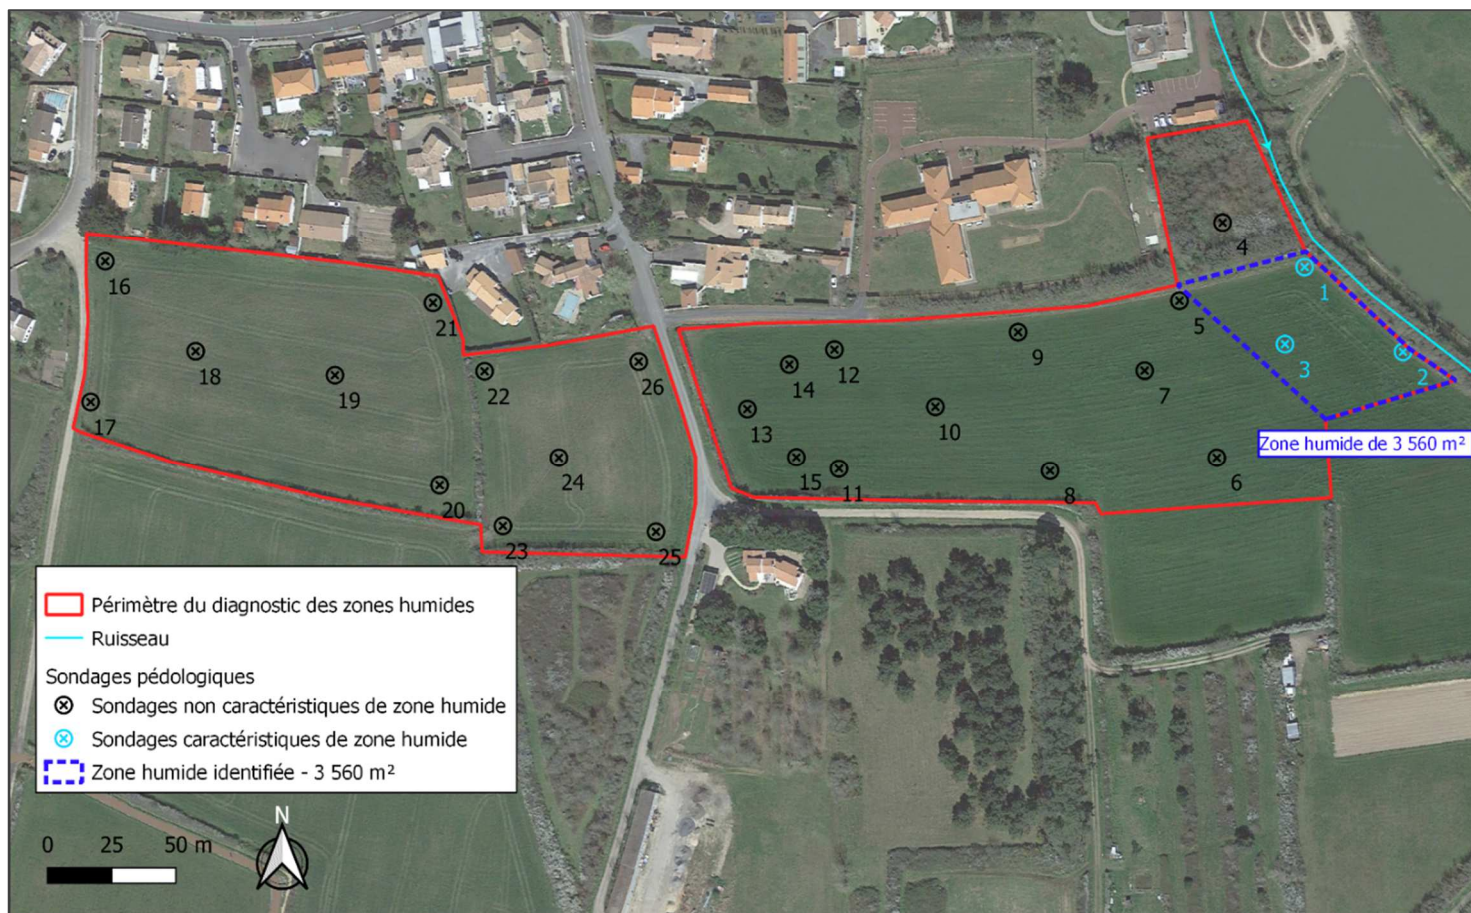 4
1
16
5
21
9
3
2
12
26
18
14
22
7
19
17
10
13
Zone humide de 3 560 m²
24
15
11
8
6
20
23
25
Périmètre du diagnostic des zones humides
Ruisseau
Sondages pédologiques
Sondages non caractéristiques de zone humide
Sondages caractéristiques de zone humide
Zone humide identifiée - 3 560 m²
N
0 25 50 m